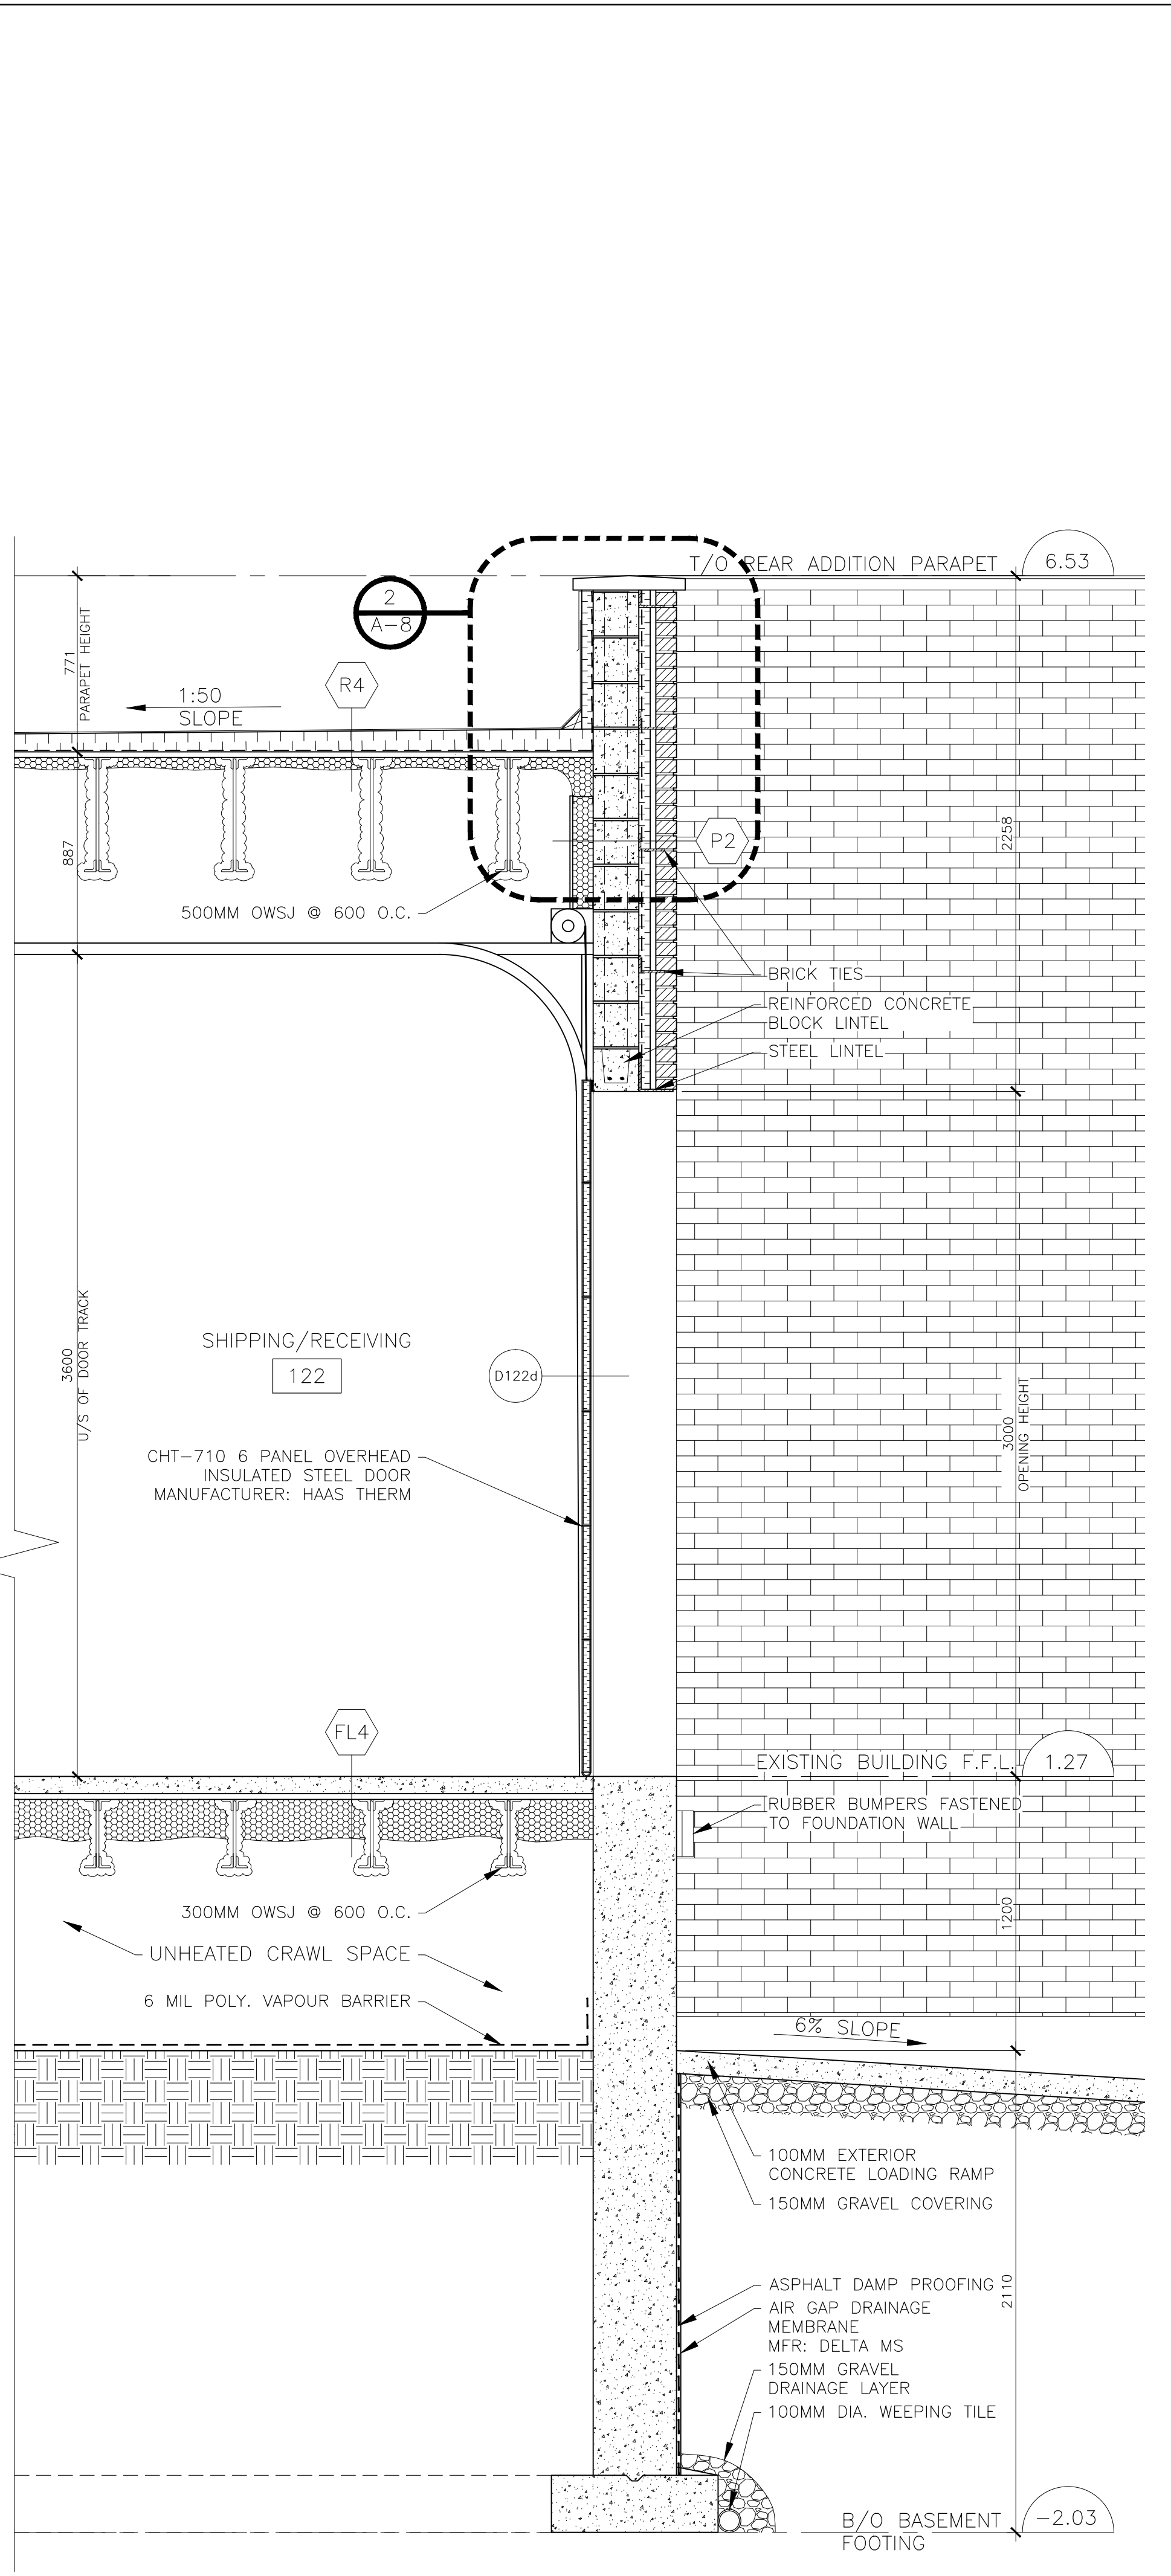 T/O REAR ADDITION PARAPET
6.53
2
A-8
771
PARAPET HEIGHT
R4
1:50
SLOPE
887
P2
2258
500MM OWSJ @ 600 O.C.
BRICK TIES
REINFORCED CONCRETE
BLOCK LINTEL
STEEL LINTEL
3600
U/S OF DOOR TRACK
SHIPPING/RECEIVING
122
D122d
3000
OPENING HEIGHT
CHT-710 6 PANEL OVERHEAD
INSULATED STEEL DOOR
MANUFACTURER: HAAS THERM
FL4
EXISTING BUILDING F.F.L.
1.27
RUBBER BUMPERS FASTENED
TO FOUNDATION WALL
300MM OWSJ @ 600 O.C.
1200
UNHEATED CRAWL SPACE
6 MIL POLY. VAPOUR BARRIER
6% SLOPE
100MM EXTERIOR
CONCRETE LOADING RAMP
150MM GRAVEL COVERING
2110
ASPHALT DAMP PROOFING
AIR GAP DRAINAGE
MEMBRANE
MFR: DELTA MS
150MM GRAVEL
DRAINAGE LAYER
100MM DIA. WEEPING TILE
B/O BASEMENT
FOOTING
-2.03